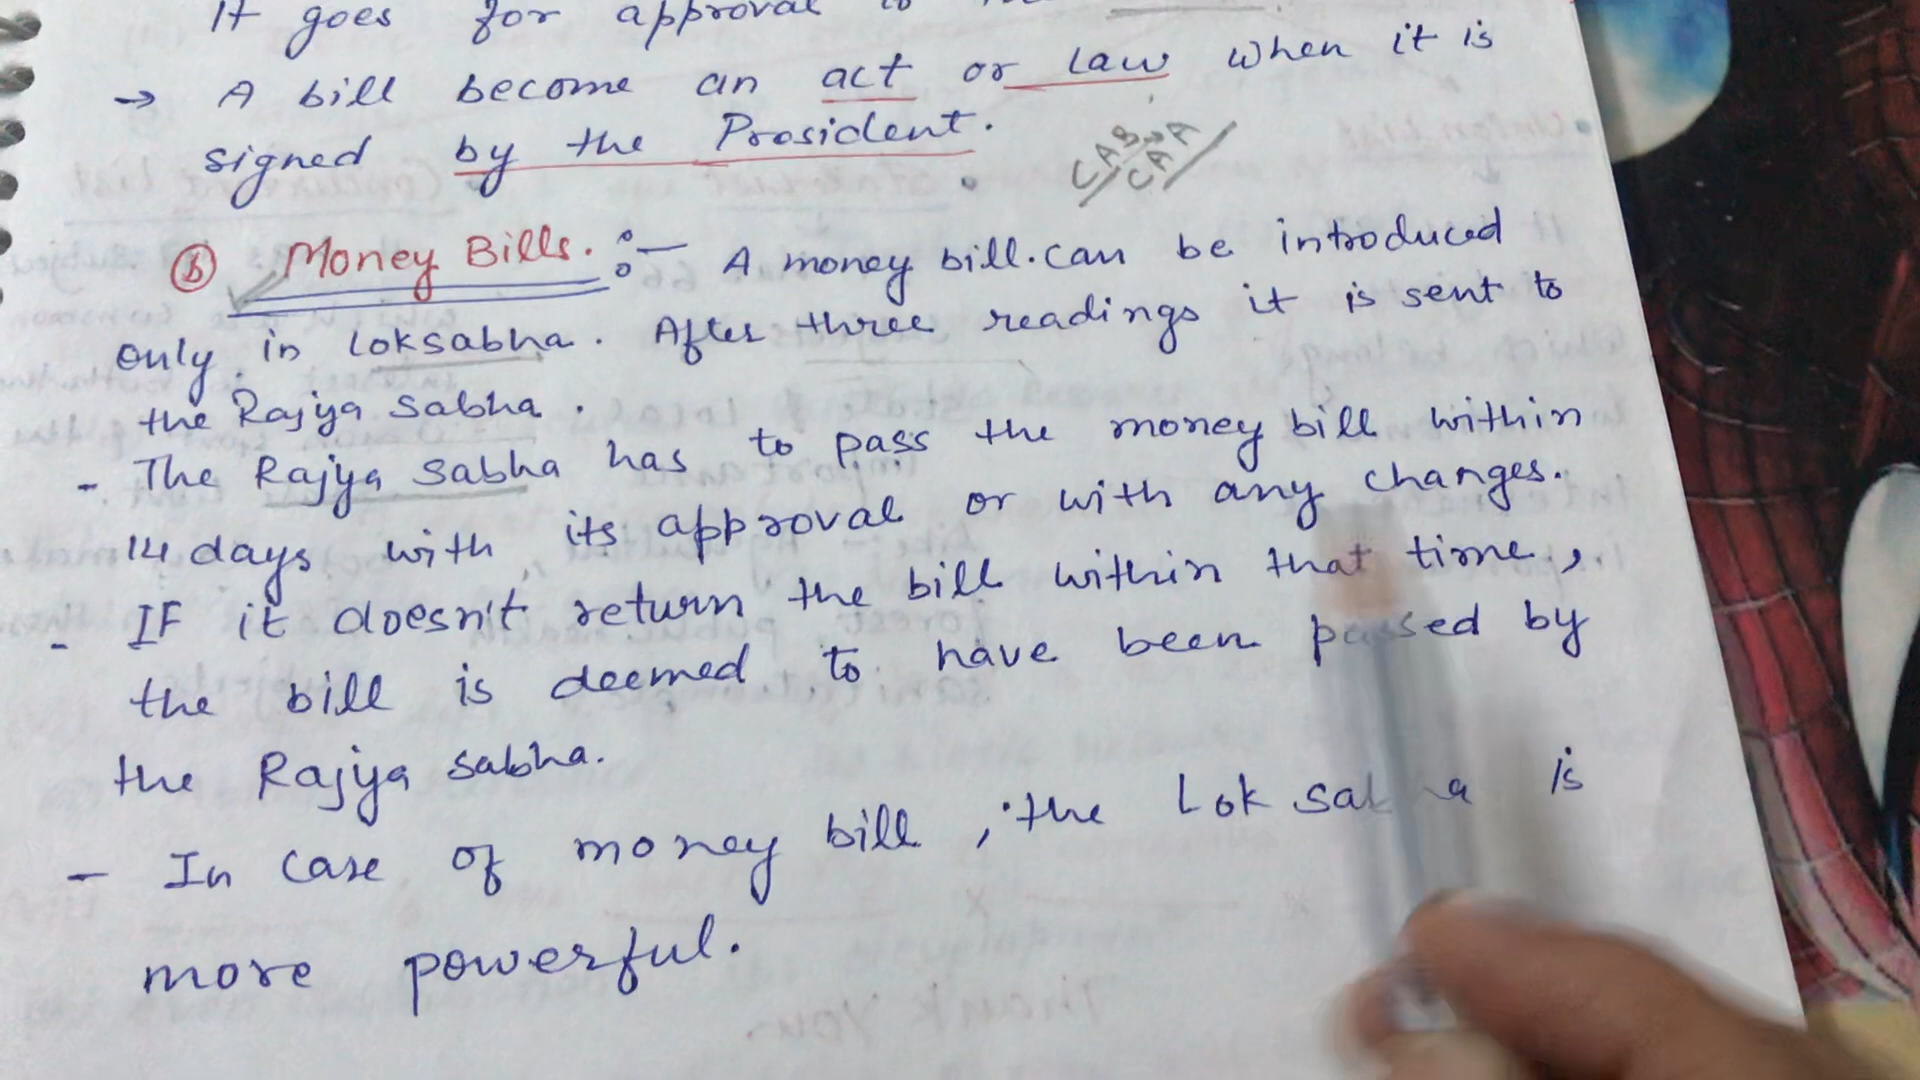 It goes for approval to
→ A bill become an act or law when it is
signed by the President.
CAB→
CAA
(b) Money Bills. :— A money bill can be introduced
only in loksabha. After three readings it is sent to
the Rajya Sabha.
- The Rajya Sabha has to pass the money bill within
14 days with its approval or with any changes.
- IF it doesn't return the bill within that time,
the bill is deemed to have been passed by
the Rajya Sabha.
- In case of money bill, the Lok sabha is
more powerful.